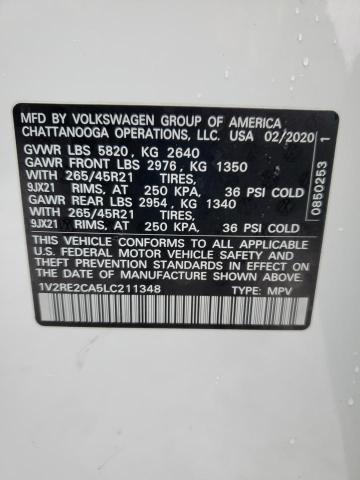 MFD BY VOLKSWAGEN GROUP OF AMERICA
CHATTANOOGA OPERATIONS, LLC. USA 02/2020
GVWR LBS 5820, KG 2640
GAWR FRONT LBS 2976, KG 1350
WITH 265/45R21 TIRES,
9JX21 RIMS, AT 250 KPA, 36 PSI COLD
GAWR REAR LBS 2954, KG 1340
WITH 265/45R21 TIRES,
9JX21 RIMS, AT 250 KPA, 36 PSI COLD
THIS VEHICLE CONFORMS TO ALL APPLICABLE
U.S. FEDERAL MOTOR VEHICLE SAFETY AND
THEFT PREVENTION STANDARDS IN EFFECT ON
THE DATE OF MANUFACTURE SHOWN ABOVE.
1V2RE2CA5LC211348 TYPE: MPV
0850253 1